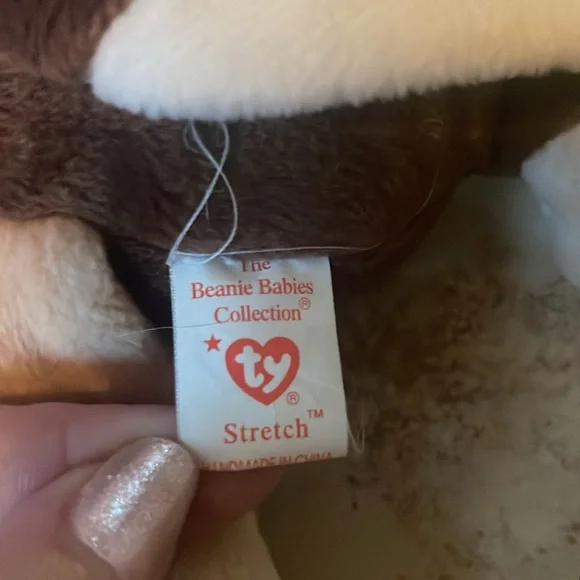 The
Beanie Babies
Collection®
ty®
Stretch™
HANDMADE IN CHINA